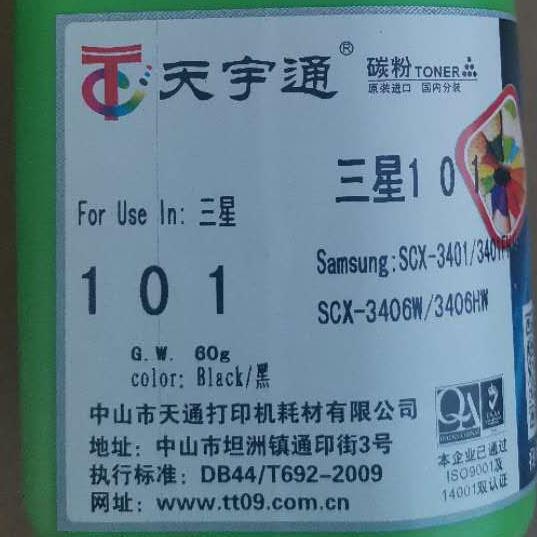 天宇通® 碳粉 TONER
原装进口 国内分装
三星101
For Use In: 三星
Samsung:SCX-3401/3401FH
101
SCX-3406W/3406HW
G.W. 60g
color: Black/黑
中山市天通打印机耗材有限公司
地址: 中山市坦洲镇通印街3号
执行标准: DB44/T692-2009
网址: www.tt09.com.cn
QA
本企业已通过
ISO9001及
14001双认证